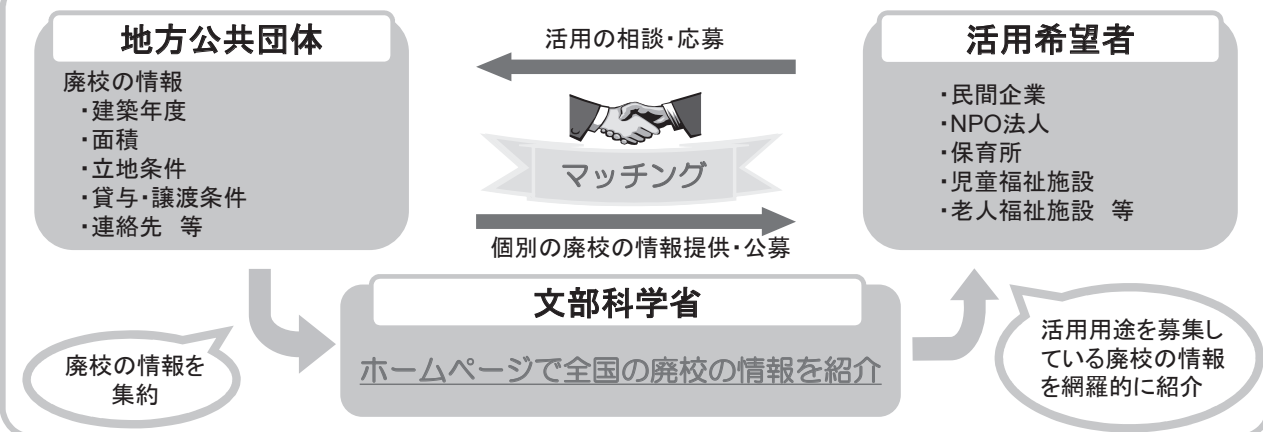 地方公共団体
廃校の情報
・建築年度
・面積
・立地条件
・貸与・譲渡条件
・連絡先 等
活用の相談・応募
マッチング
個別の廃校の情報提供・公募
活用希望者
・民間企業
・NPO法人
・保育所
・児童福祉施設
・老人福祉施設 等
廃校の情報を
集約
文部科学省
ホームページで全国の廃校の情報を紹介
活用用途を募集し
ている廃校の情報
を網羅的に紹介